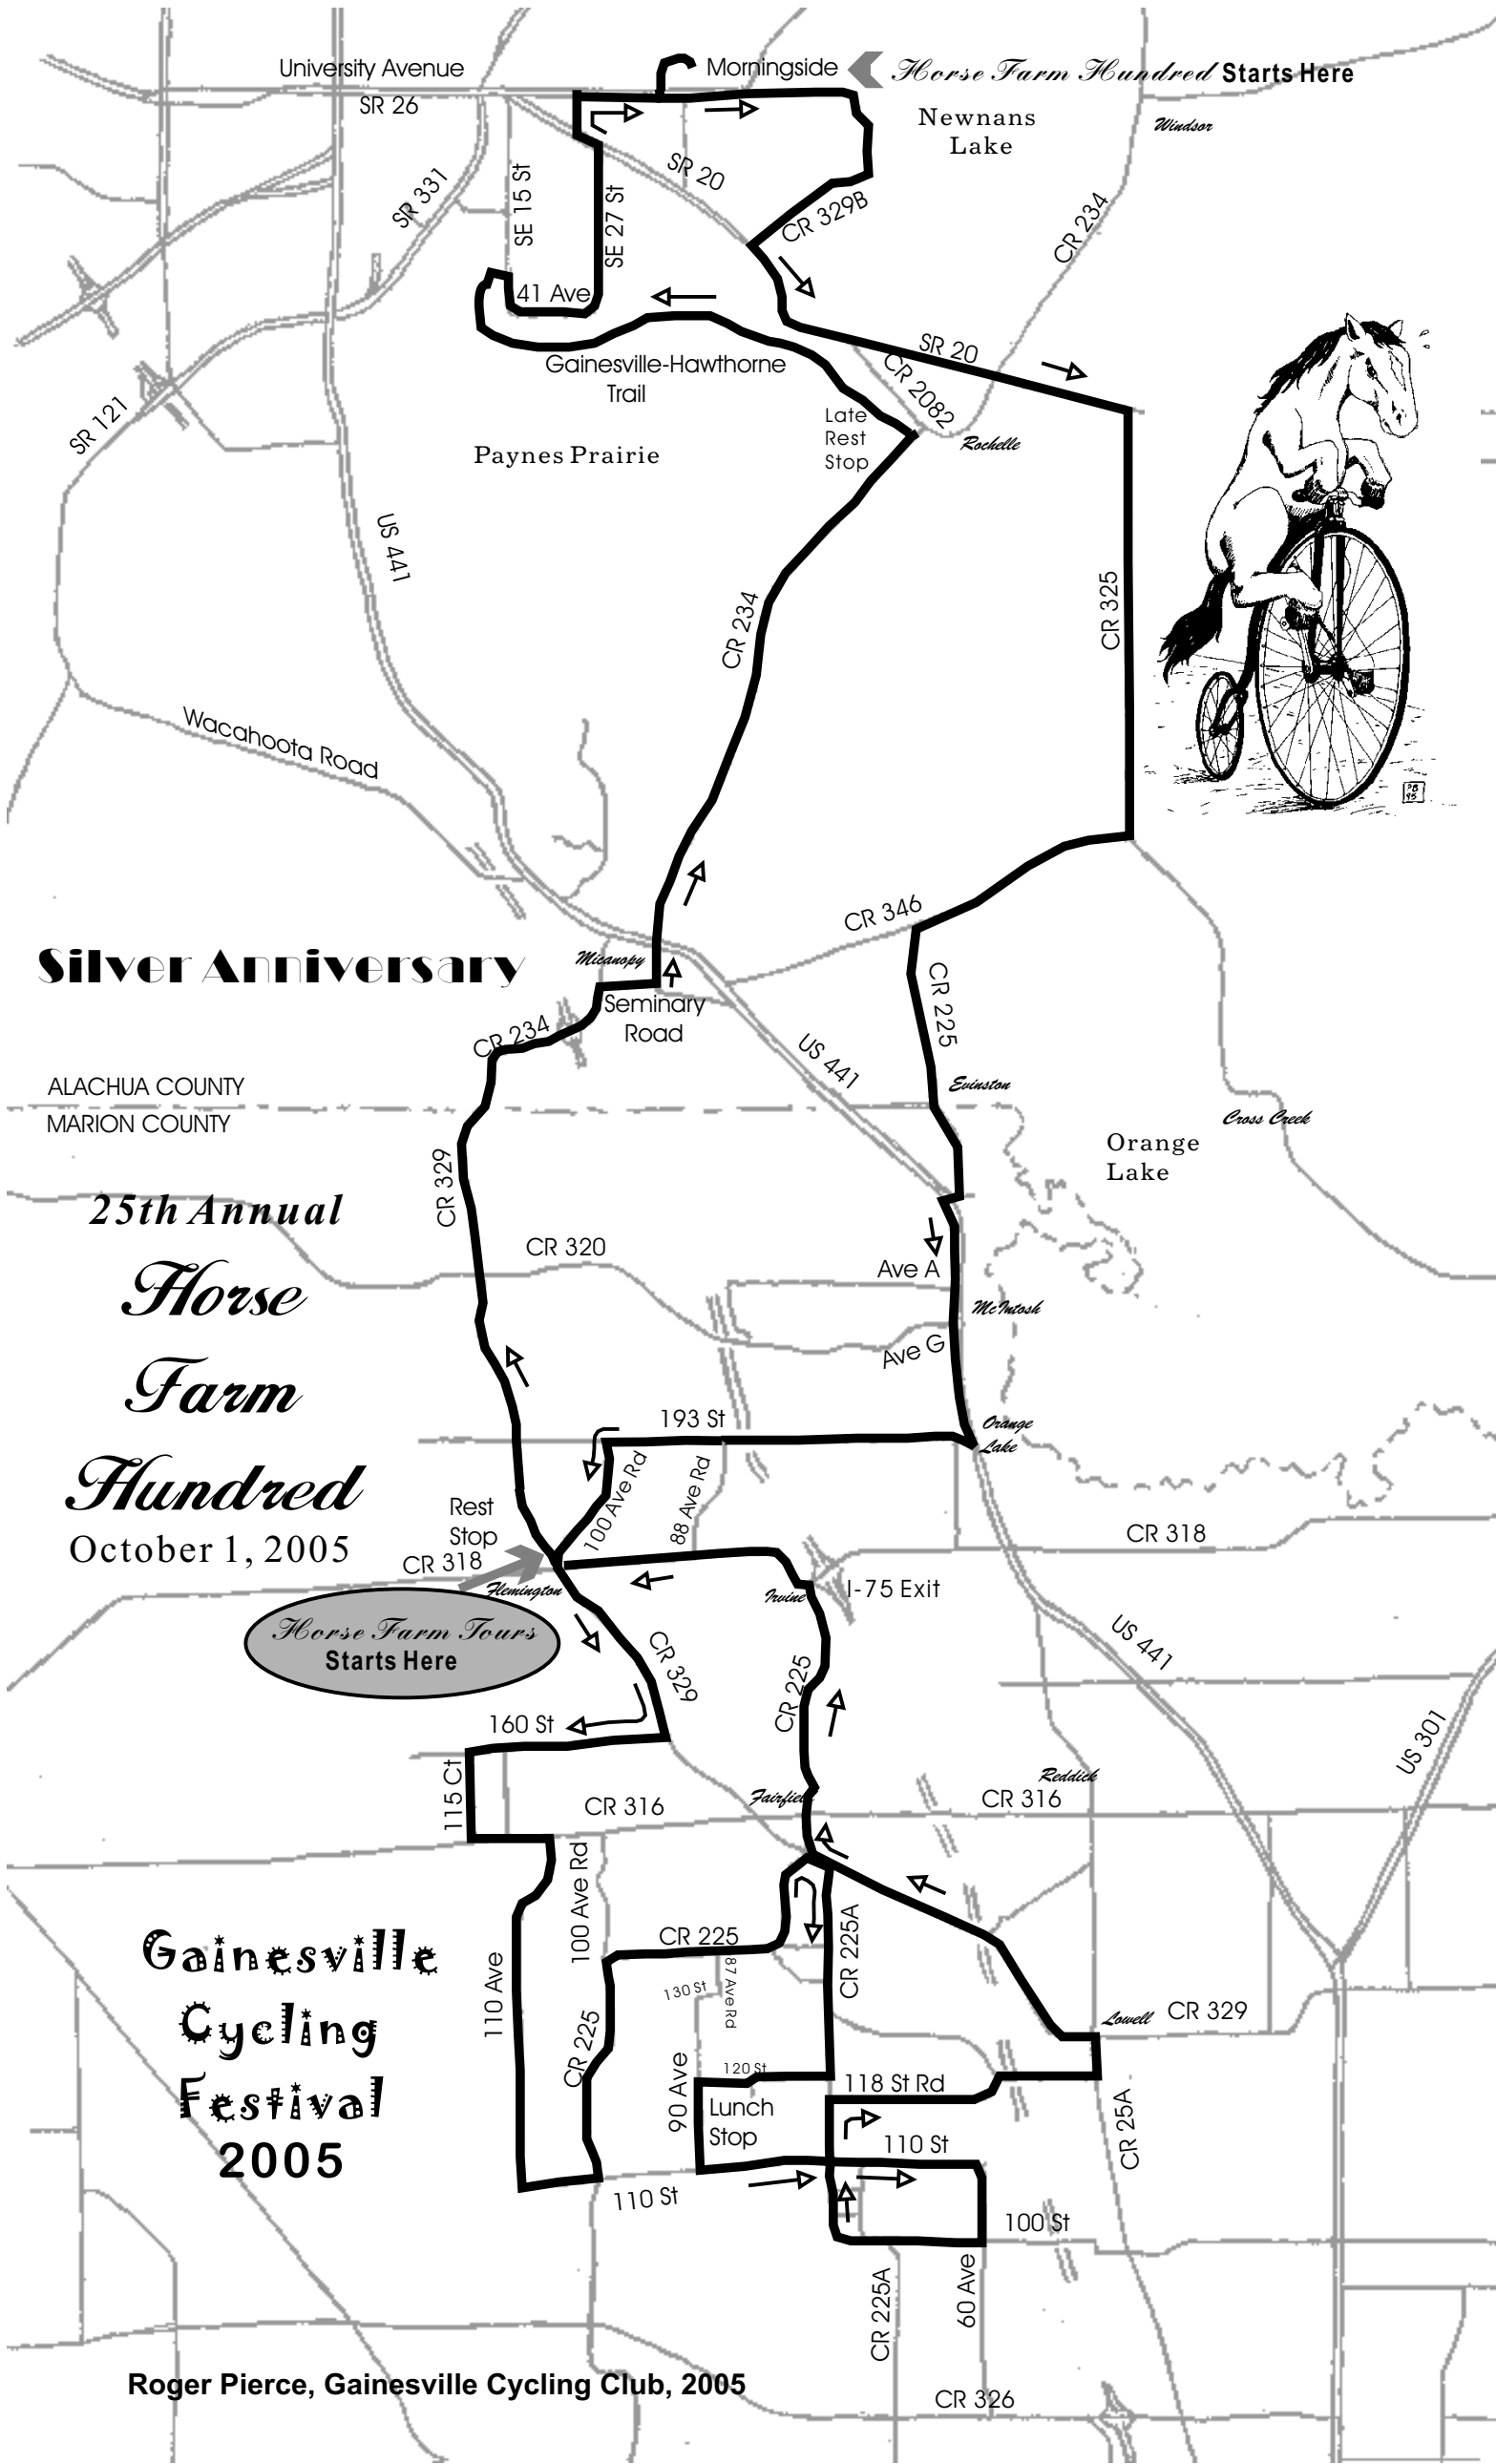 University Avenue
SR 26
Morningside
Horse Farm Hundred Starts Here
Newnans
Lake
Windsor
SR 331
SE 15 St
SE 27 St
SR 20
CR 329B
CR 234
41 Ave
Gainesville-Hawthorne
Trail
SR 20
CR 2082
Late
Rest
Stop
Rochelle
SR 121
Paynes Prairie
US 441
CR 325
CR 234
Wacahoota Road
CR 346
Silver Anniversary
Micanopy
Seminary
Road
CR 234
CR 225
US 441
Evinston
ALACHUA COUNTY
MARION COUNTY
Cross Creek
Orange
Lake
CR 329
25th Annual
Horse
Farm
Hundred
October 1, 2005
CR 320
Ave A
McIntosh
Ave G
193 St
Orange
Lake
100 Ave Rd
88 Ave Rd
Rest
Stop
CR 318
CR 318
Flemington
Irvine
I-75 Exit
Horse Farm Tours
Starts Here
CR 329
CR 225
US 441
US 301
160 St
115 Ct
CR 316
Fairfield
Reddick
CR 316
100 Ave Rd
CR 225
CR 225A
110 Ave
130 St
87 Ave Rd
CR 225
Lowell
CR 329
Gainesville
Cycling
Festival
2005
120 St
90 Ave
Lunch
Stop
118 St Rd
110 St
CR 25A
110 St
100 St
CR 225A
60 Ave
Roger Pierce, Gainesville Cycling Club, 2005
CR 326